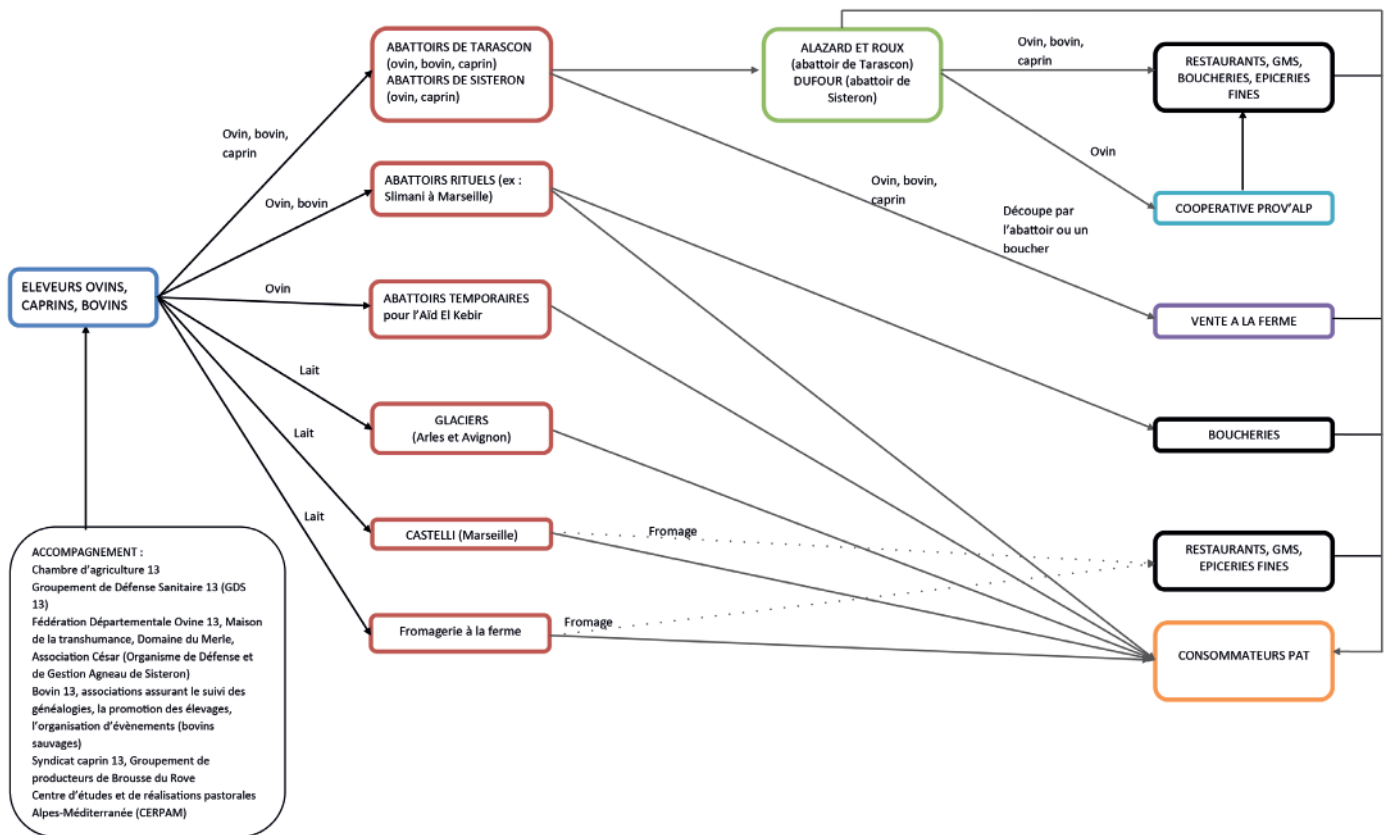 ABATTOIRS DE TARASCON
(ovin, bovin, caprin)
ABATTOIRS DE SISTERON
(ovin, caprin)
ALAZARD ET ROUX
(abattoir de Tarascon)
DUFOUR (abattoir de
Sisteron)
Ovin, bovin,
caprin
RESTAURANTS, GMS,
BOUCHERIES, EPICERIES
FINES
Ovin, bovin,
caprin
Ovin
ABATTOIRS RITUELS (ex :
Slimani à Marseille)
Ovin, bovin
Ovin, bovin,
caprin
Découpe par
l'abattoir ou un
boucher
COOPERATIVE PROV'ALP
ELEVEURS OVINS,
CAPRINS, BOVINS
Ovin
ABATTOIRS TEMPORAIRES
pour l'Aïd El Kebir
VENTE A LA FERME
Lait
GLACIERS
(Arles et Avignon)
BOUCHERIES
Lait
Lait
CASTELLI (Marseille)
Fromage
RESTAURANTS, GMS,
EPICERIES FINES
Fromagerie à la ferme
Fromage
CONSOMMATEURS PAT
ACCOMPAGNEMENT :
Chambre d'agriculture 13
Groupement de Défense Sanitaire 13 (GDS
13)
Fédération Départementale Ovine 13, Maison
de la transhumance, Domaine du Merle,
Association César (Organisme de Défense et
de Gestion Agneau de Sisteron)
Bovin 13, associations assurant le suivi des
généalogies, la promotion des élevages,
l'organisation d'évènements (bovins
sauvages)
Syndicat caprin 13, Groupement de
producteurs de Brousse du Rove
Centre d'études et de réalisations pastorales
Alpes-Méditerranée (CERPAM)